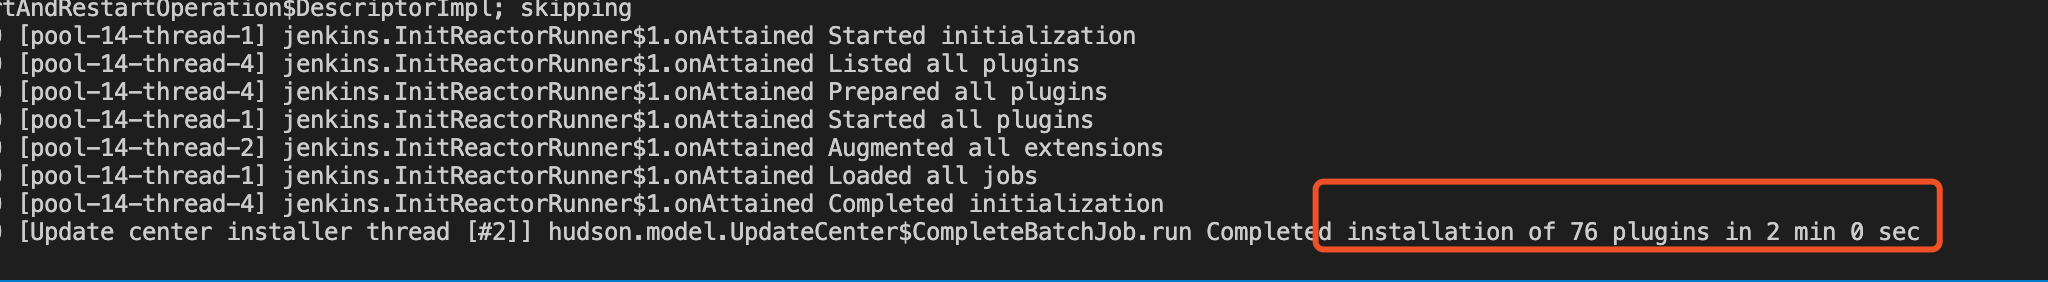 rtAndRestartOperation$DescriptorImpl; skipping
[pool-14-thread-1] jenkins.InitReactorRunner$1.onAttained Started initialization
[pool-14-thread-4] jenkins.InitReactorRunner$1.onAttained Listed all plugins
[pool-14-thread-4] jenkins.InitReactorRunner$1.onAttained Prepared all plugins
[pool-14-thread-1] jenkins.InitReactorRunner$1.onAttained Started all plugins
[pool-14-thread-2] jenkins.InitReactorRunner$1.onAttained Augmented all extensions
[pool-14-thread-1] jenkins.InitReactorRunner$1.onAttained Loaded all jobs
[pool-14-thread-4] jenkins.InitReactorRunner$1.onAttained Completed initialization
[Update center installer thread [#2]] hudson.model.UpdateCenter$CompleteBatchJob.run Completed installation of 76 plugins in 2 min 0 sec